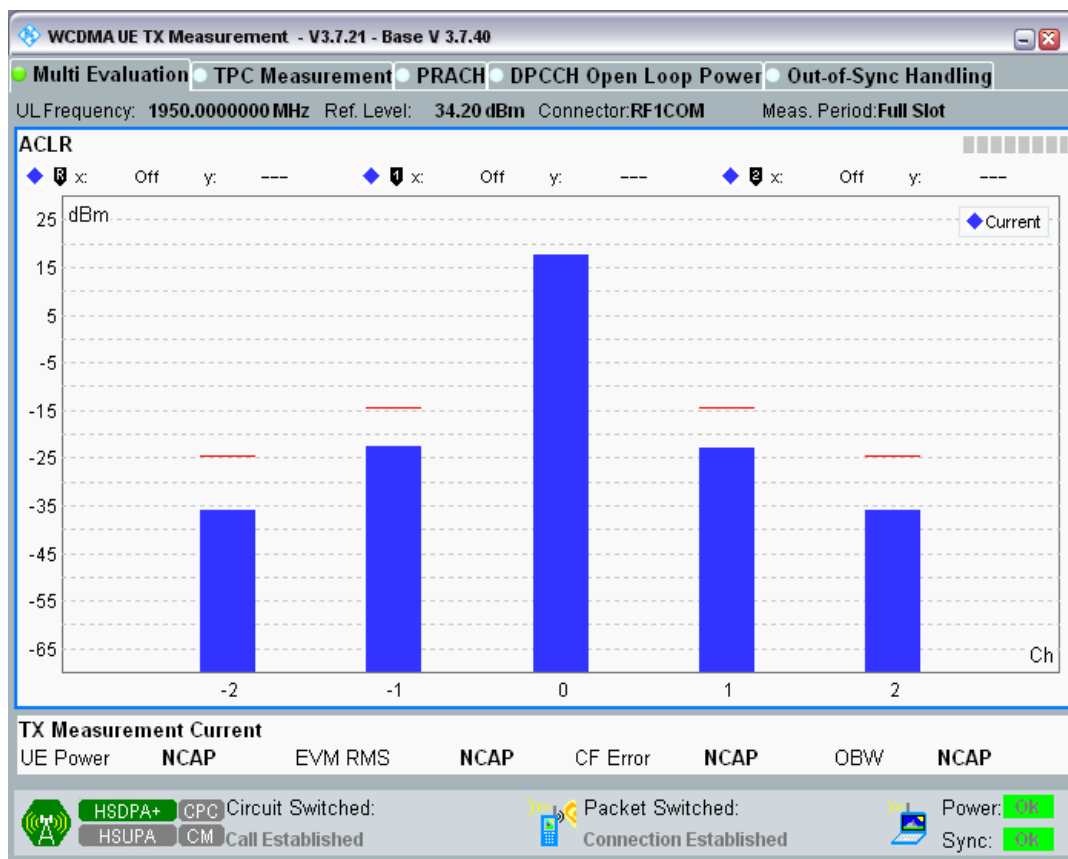 WCDMA UE TX Measurement - V3.7.21 - Base V 3.7.40
Multi Evaluation TPC Measurement PRACH DPCCH Open Loop Power Out-of-Sync Handling
UL Frequency: 1950.0000000 MHz Ref. Level: 34.20 dBm Connector:RF1COM Meas. Period:Full Slot
ACLR
R x: Off y: --- 1 x: Off y: --- 2 x: Off y: ---
dBm
Current
25
15
5
-5
-15
-25
-35
-45
-55
-65
Ch
-2 -1 0 1 2
TX Measurement Current
UE Power NCAP EVM RMS NCAP CF Error NCAP OBW NCAP
HSDPA+ CPC Circuit Switched: Packet Switched: Power: Ok
HSUPA CM Call Established Connection Established Sync: Ok